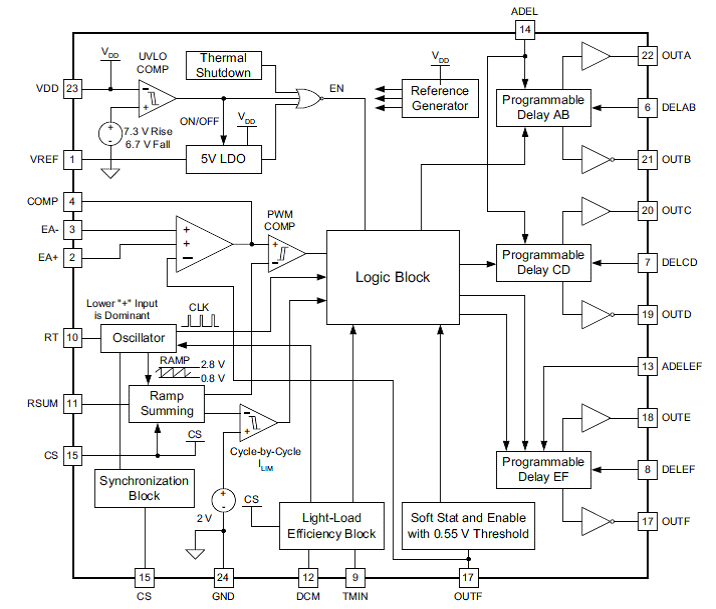 ADEL
14
VDD
UVLO
COMP
Thermal
Shutdown
VDD
22 OUTA
VDD 23
EN
Reference
Generator
Programmable
Delay AB
6 DELAB
ON/OFF
VDD
7.3 V Rise
6.7 V Fall
VREF 1
5V LDO
21 OUTB
COMP 4
20 OUTC
EA- 3
PWM
COMP
EA+ 2
Programmable
Delay CD
7 DELCD
Logic Block
Lower "+" Input
is Dominant
CLK
19 OUTD
RT 10
Oscillator
RAMP
2.8 V
0.8 V
13 ADELEF
RSUM 11
Ramp
Summing
18 OUTE
CS
Cycle-by-Cycle
ILIM
CS 15
Programmable
Delay EF
8 DELEF
Synchronization
Block
2 V
CS
Light-Load
Efficiency Block
Soft Stat and Enable
with 0.55 V Threshold
17 OUTF
15
24
12
9
17
CS
GND
DCM
TMIN
OUTF